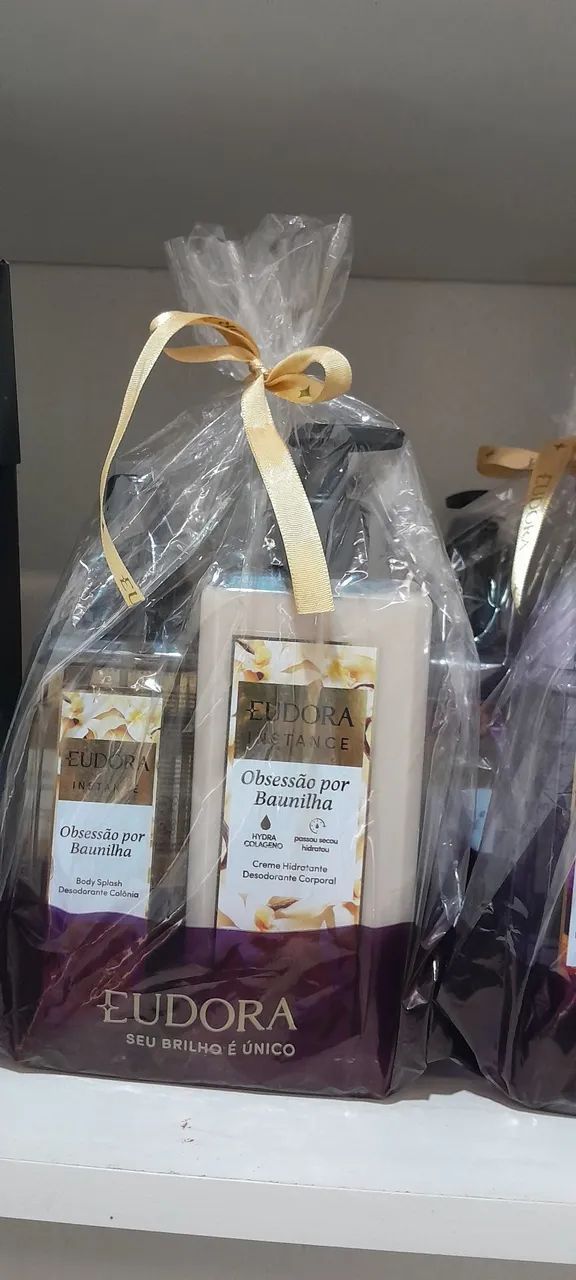 EUDORA
INSTANCE
Obsessão por
Baunilha
Body Splash
Desodorante Colônia
EUDORA
INSTANCE
Obsessão por
Baunilha
HYDRA
COLÁGENO
passou secou
hidratou
Creme Hidratante
Desodorante Corporal
EUDORA
SEU BRILHO É ÚNICO
EUDORA